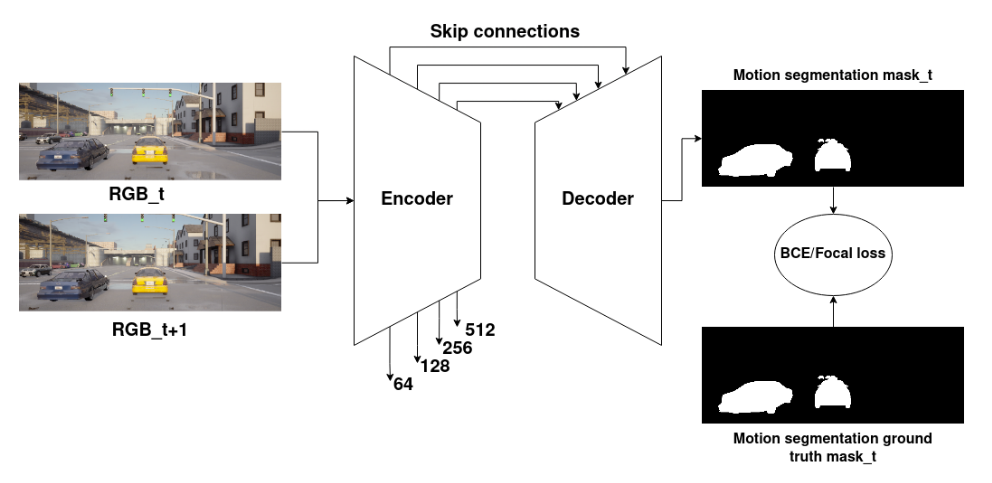 Skip connections
RGB_t
RGB_t+1
Encoder
Decoder
512
256
128
64
Motion segmentation mask_t
BCE/Focal loss
Motion segmentation ground
truth mask_t